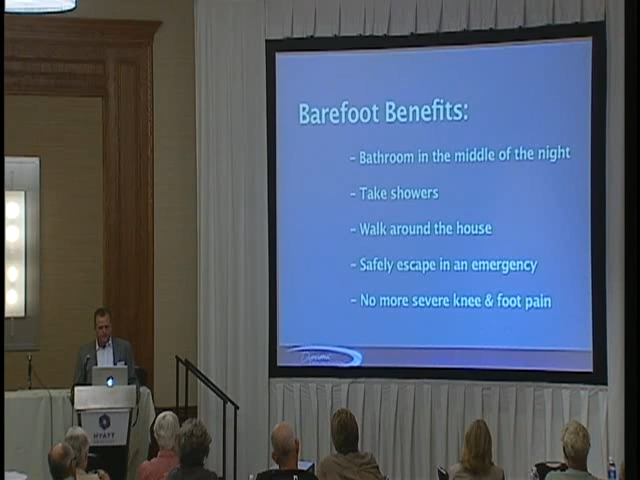 Barefoot Benefits:
- Bathroom in the middle of the night
- Take showers
- Walk around the house
- Safely escape in an emergency
- No more severe knee & foot pain
HYATT